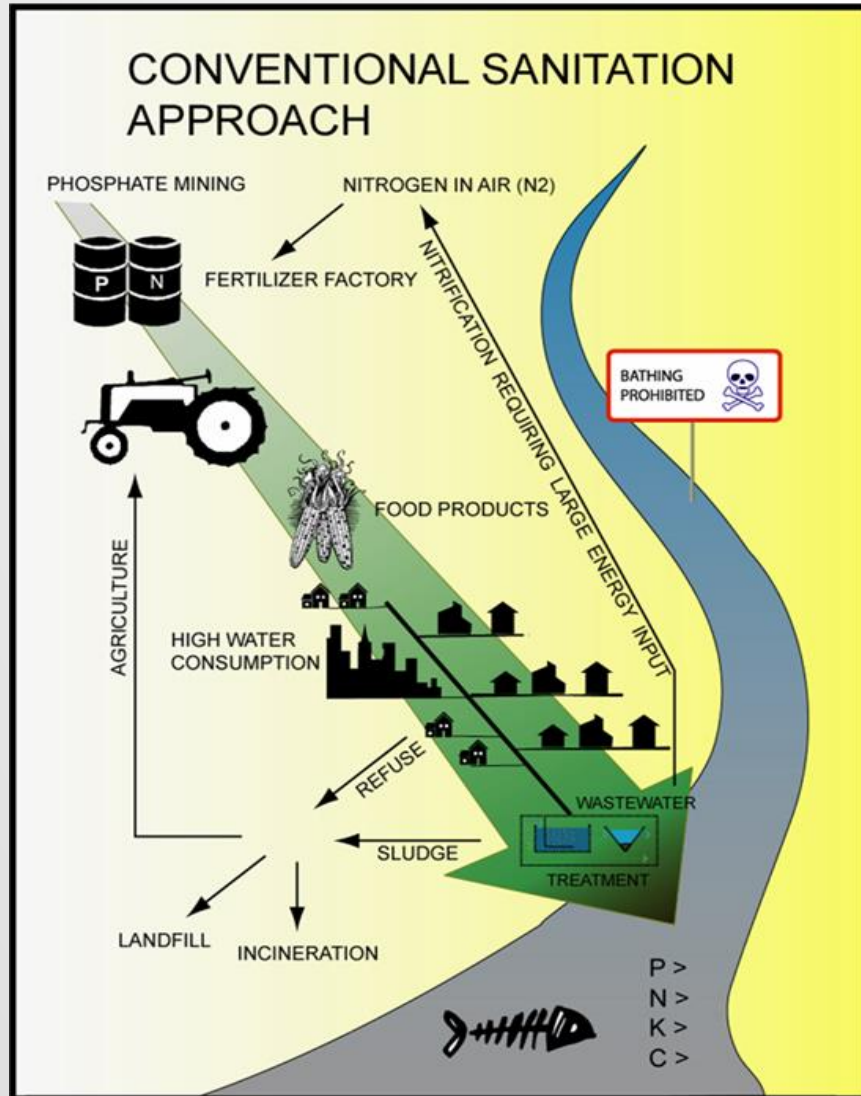 CONVENTIONAL SANITATION
APPROACH
PHOSPHATE MINING
NITROGEN IN AIR (N2)
P
N
FERTILIZER FACTORY
NITRIFICATION REQUIRING LARGE ENERGY INPUT
BATHING
PROHIBITED
FOOD PRODUCTS
AGRICULTURE
HIGH WATER
CONSUMPTION
REFUSE
WASTEWATER
SLUDGE
TREATMENT
LANDFILL
INCINERATION
P >
N >
K >
C >